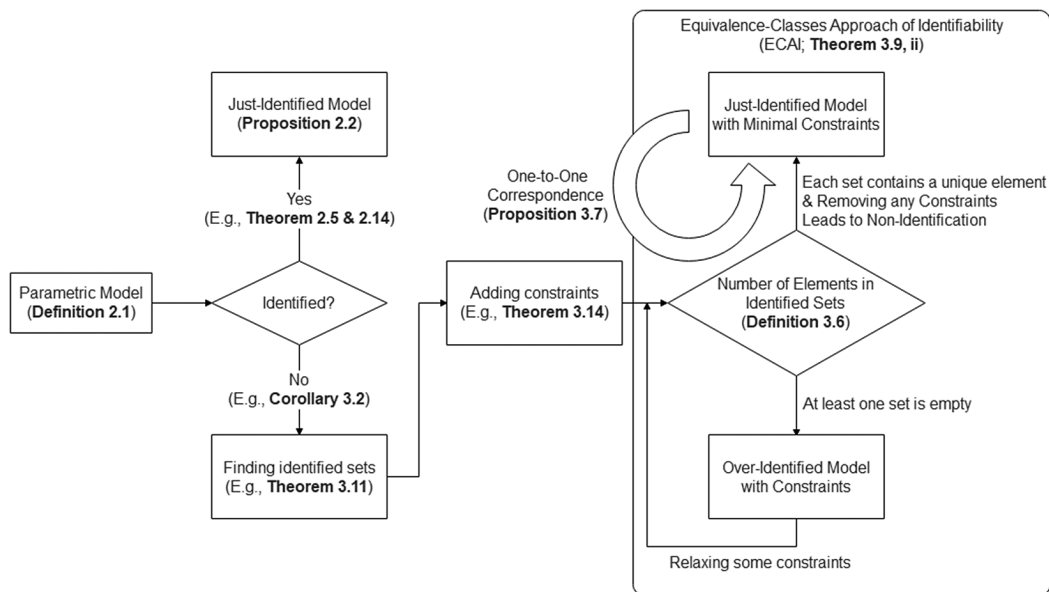 Equivalence-Classes Approach of Identifiability
(ECAI; Theorem 3.9, ii)
Just-Identified Model
(Proposition 2.2)
Just-Identified Model
with Minimal Constraints
One-to-One
Correspondence
(Proposition 3.7)
Each set contains a unique element
& Removing any Constraints
Leads to Non-Identification
Yes
(E.g., Theorem 2.5 & 2.14)
Parametric Model
(Definition 2.1)
Identified?
Adding constraints
(E.g., Theorem 3.14)
Number of Elements in
Identified Sets
(Definition 3.6)
No
(E.g., Corollary 3.2)
At least one set is empty
Finding identified sets
(E.g., Theorem 3.11)
Over-Identified Model
with Constraints
Relaxing some constraints